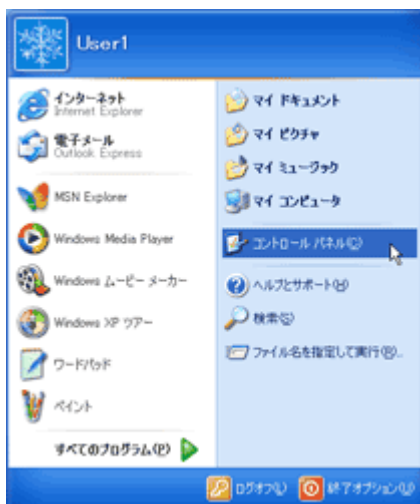 User1
インターネット
Internet Explorer
電子メール
Outlook Express
MSN Explorer
Windows Media Player
Windows ムービー メーカー
Windows XP ツアー
ワードパッド
ペイント
すべてのプログラム(P)
マイ ドキュメント
マイ ピクチャ
マイ ミュージック
マイ コンピュータ
コントロール パネル(C)
ヘルプとサポート(H)
検索(S)
ファイル名を指定して実行(R)...
ログオフ(L)
終了オプション(U)